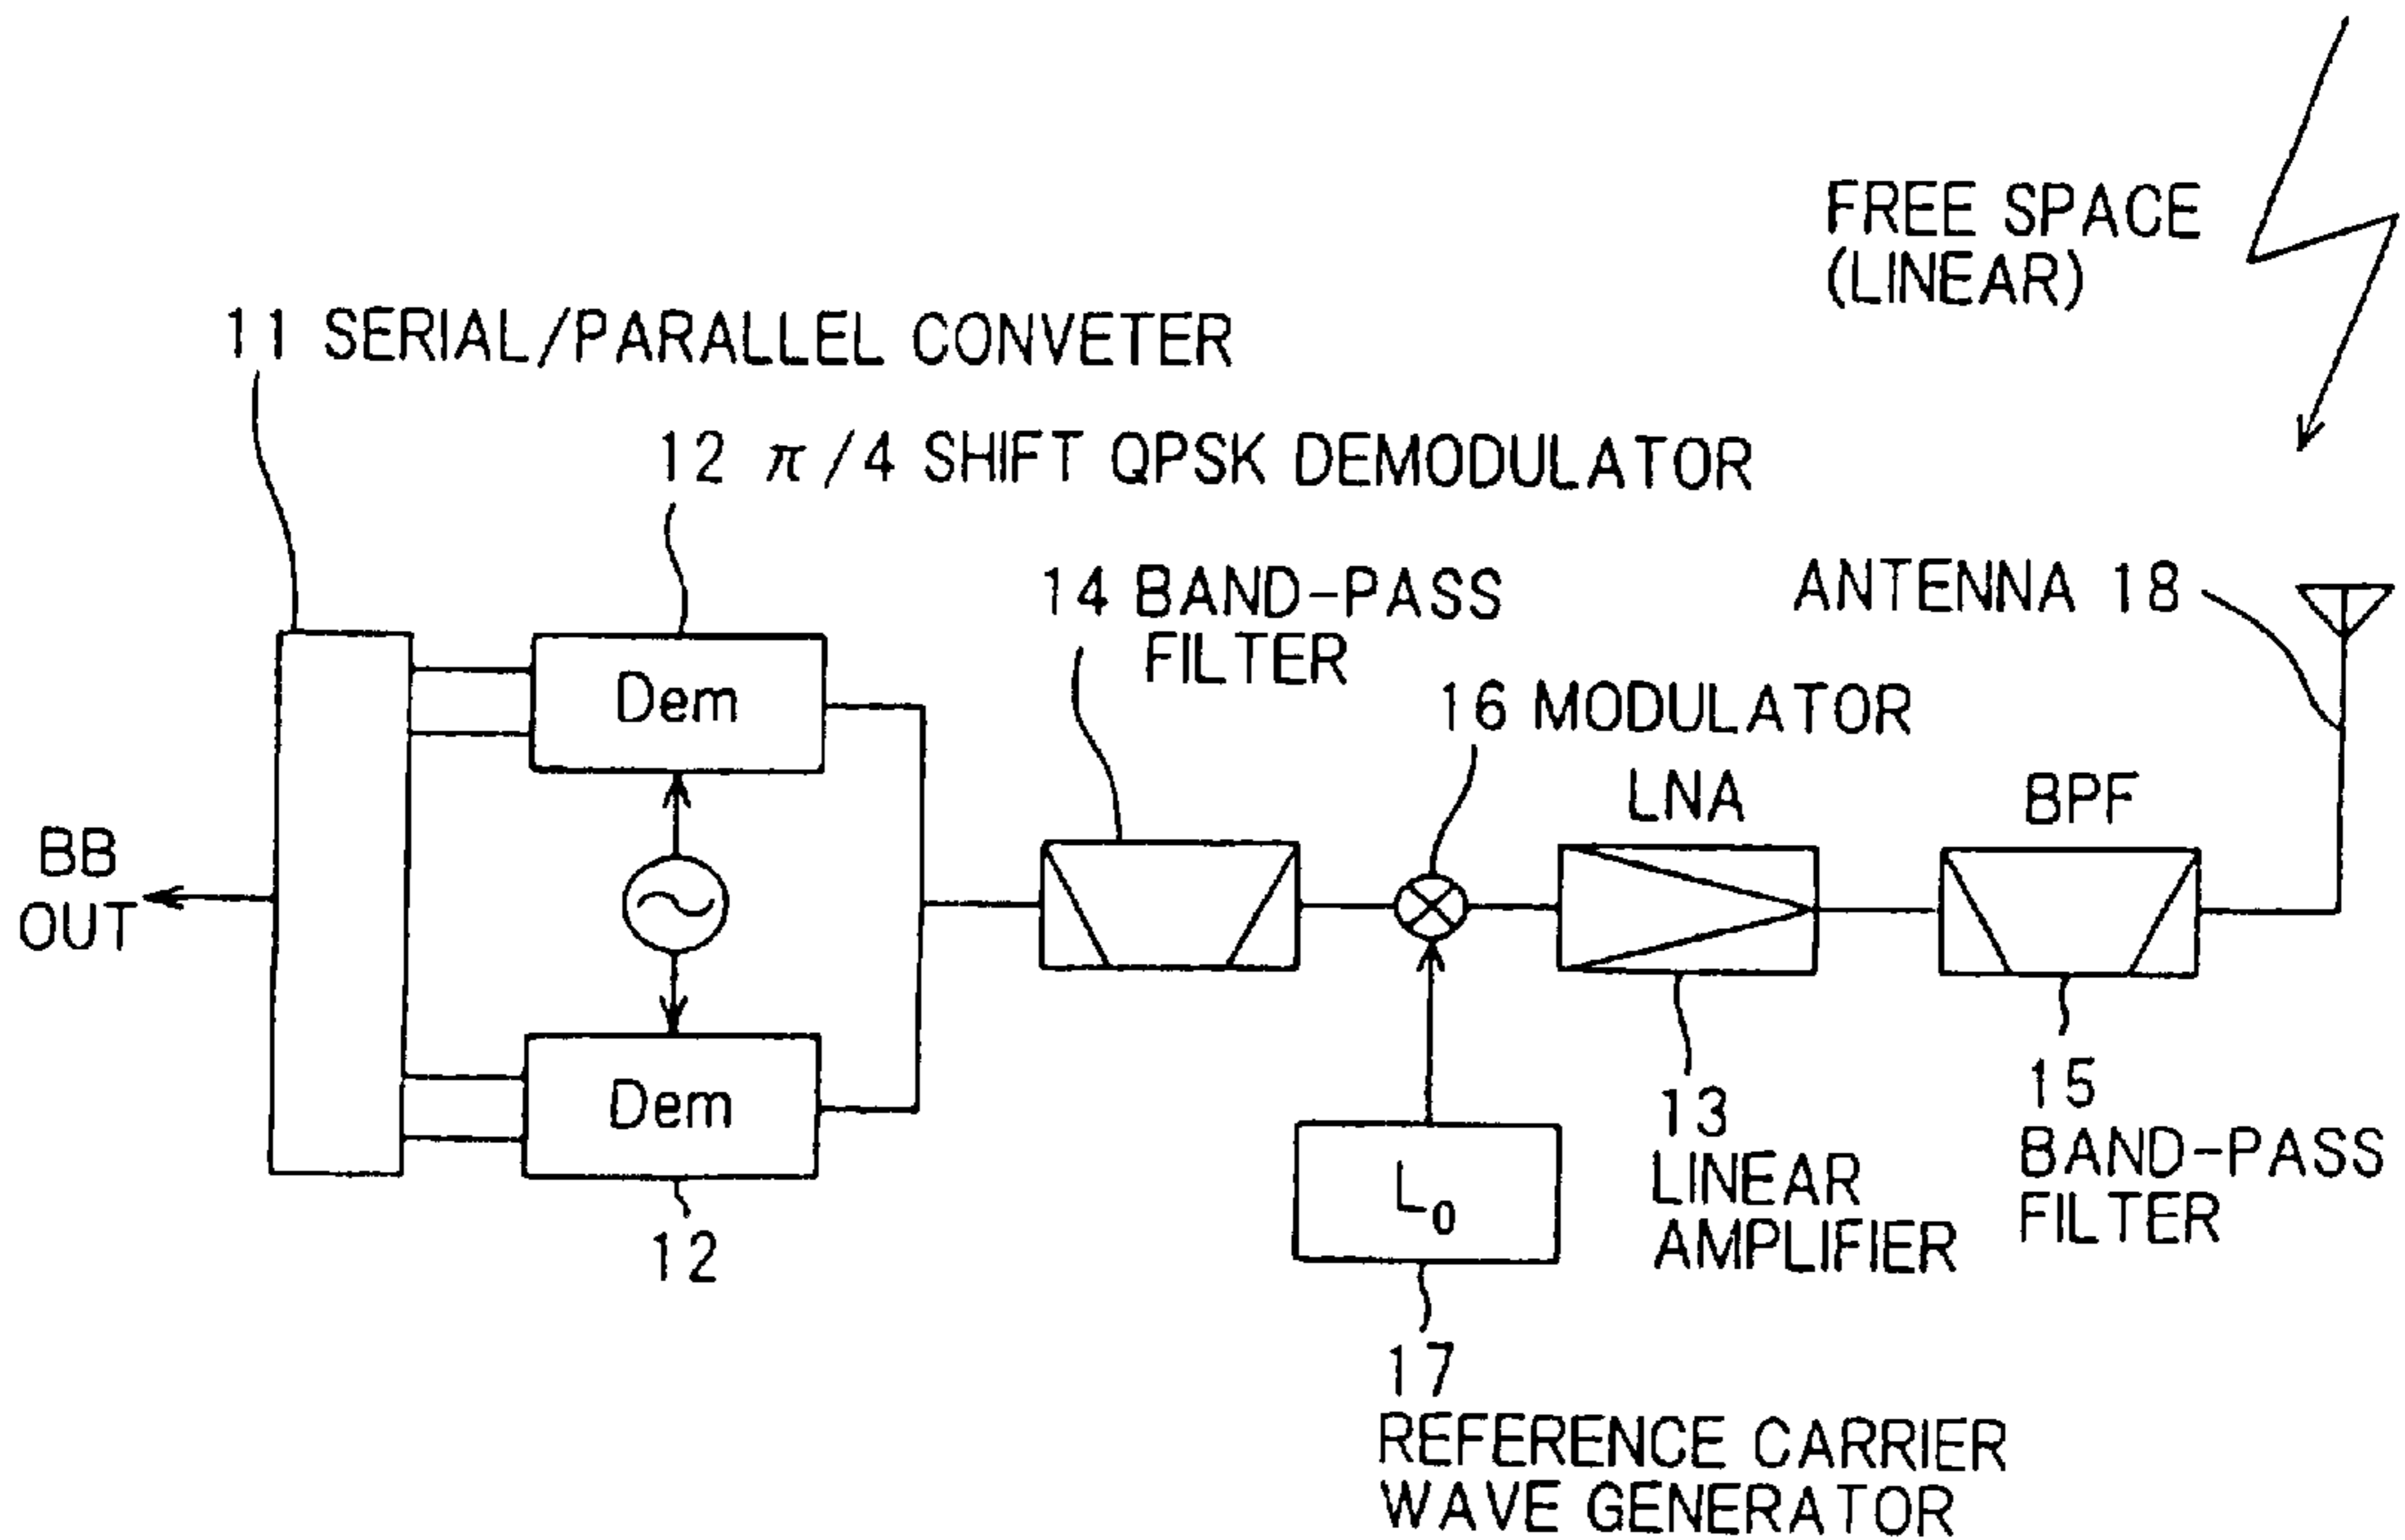 FREE SPACE
(LINEAR)
11 SERIAL/PARALLEL CONVETER
12 π/4 SHIFT QPSK DEMODULATOR
14 BAND-PASS
FILTER
ANTENNA 18
16 MODULATOR
Dem
LNA
BPF
BB
OUT
Dem
12
L0
13
LINEAR
AMPLIFIER
15
BAND-PASS
FILTER
17
REFERENCE CARRIER
WAVE GENERATOR